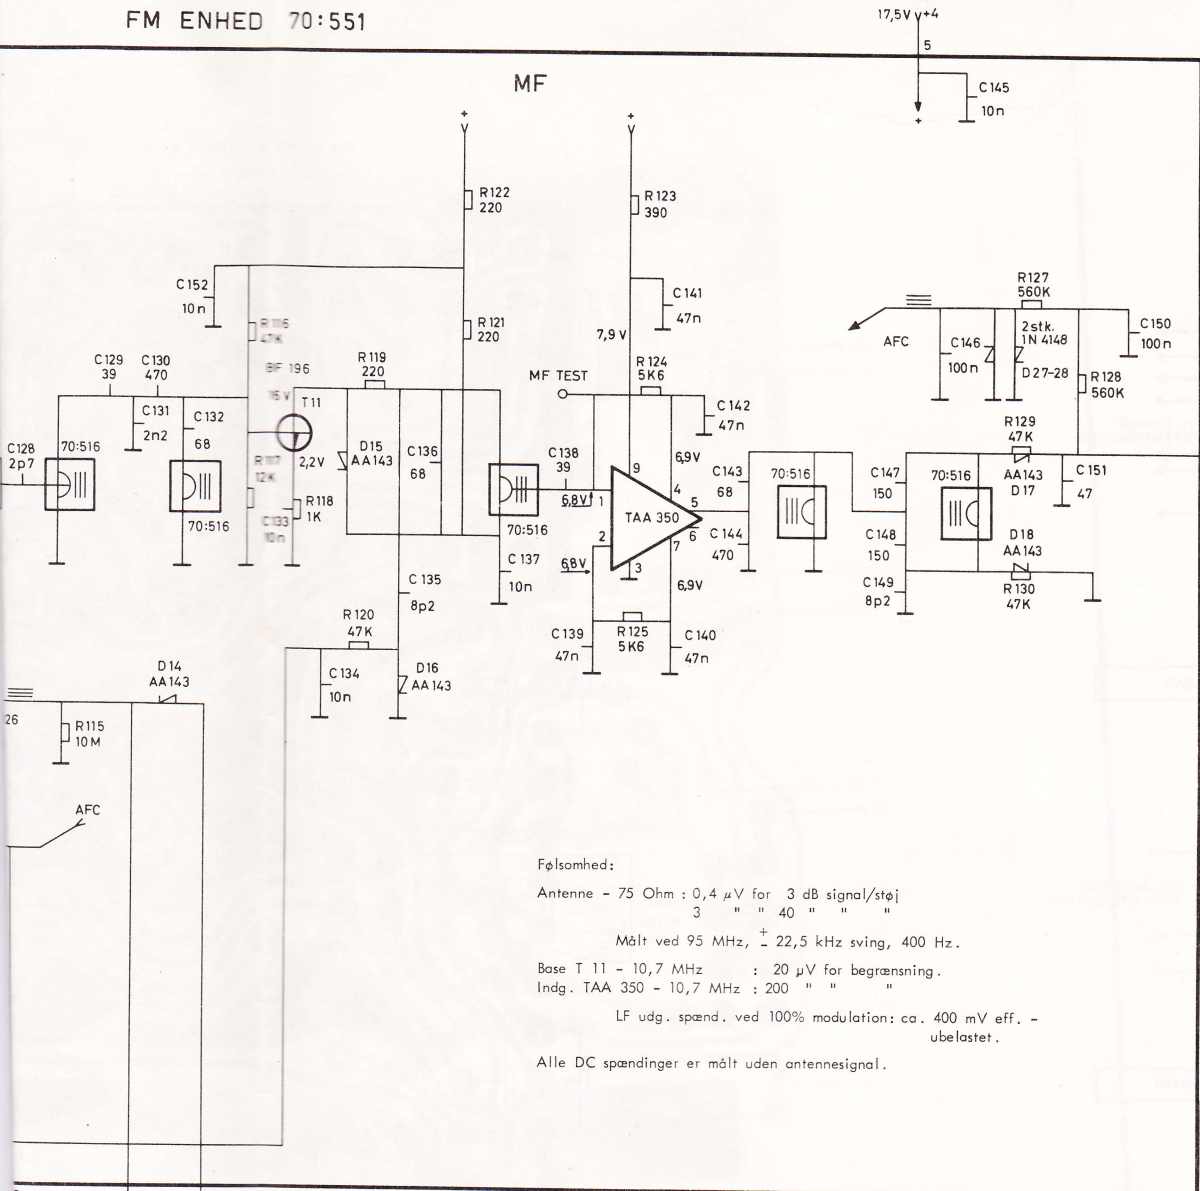 FM ENHED 70:551
17,5V +4
5
MF
C145
10n
+
+
+
R122
220
R123
390
C152
10n
R116
47K
R121
220
C141
47n
7,9 V
R127
560K
AFC
C146
100n
2stk.
1N 4148
D27-28
C150
100n
R128
560K
C129
39
C130
470
BF 196
R119
220
15 V
T11
MF TEST
R124
5K6
C131
2n2
C132
68
C142
47n
R129
47K
C128
2p7
70:516
R117
12K
2,2V
D15
AA143
C136
68
C138
39
9
6,9V
4
C143
68
70:516
C147
150
70:516
AA143
D17
C151
47
70:516
R118
1K
C133
10n
70:516
6,8V
1
TAA 350
5
6
7
2
3
C144
470
C148
150
D18
AA143
C137
10n
6,8V
6,9V
C135
8p2
C149
8p2
R130
47K
R120
47K
C139
47n
R125
5K6
C140
47n
C134
10n
D16
AA143
D14
AA143
26
R115
10M
AFC
Følsomhed:
Antenne - 75 Ohm : 0,4 µV for 3 dB signal/støj
3 " " 40 " " "
Målt ved 95 MHz, ± 22,5 kHz sving, 400 Hz.
Base T 11 - 10,7 MHz : 20 µV for begrænsning.
Indg. TAA 350 - 10,7 MHz : 200 " " "
LF udg. spænd. ved 100% modulation: ca. 400 mV eff. -
ubelastet.
Alle DC spændinger er målt uden antennesignal.